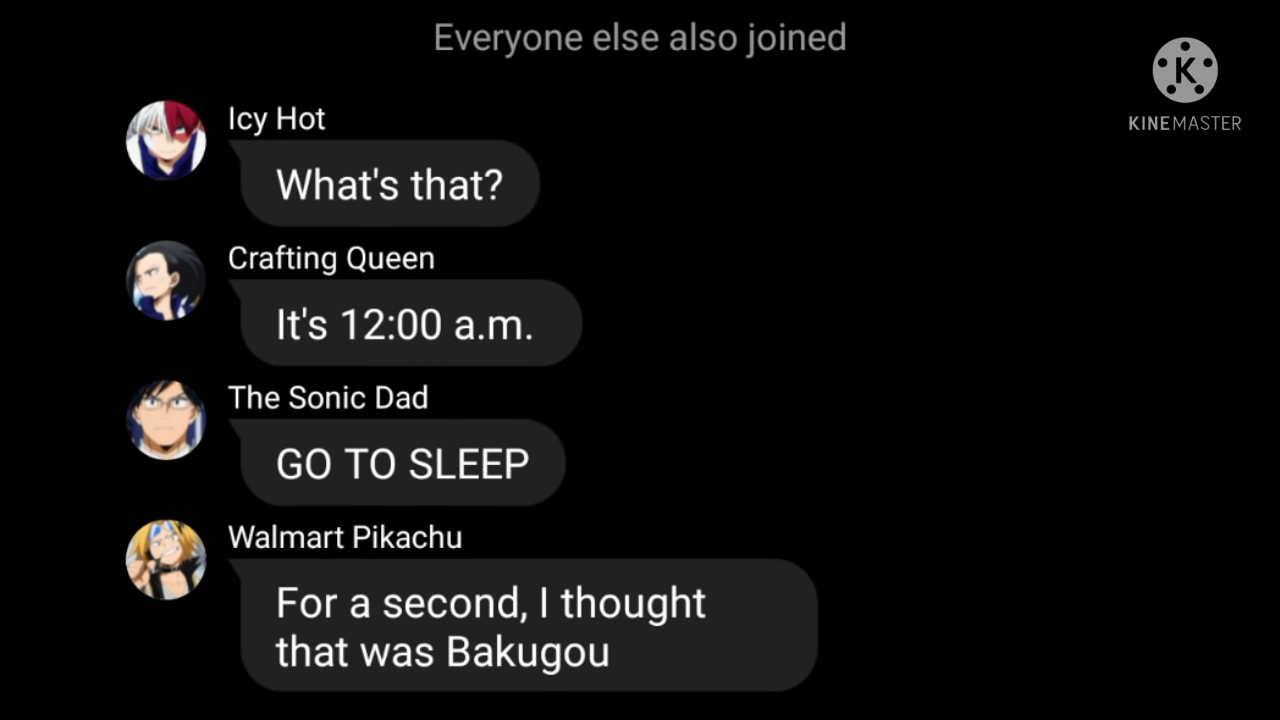 Everyone else also joined
KINEMASTER
Icy Hot
What's that?
Crafting Queen
It's 12:00 a.m.
The Sonic Dad
GO TO SLEEP
Walmart Pikachu
For a second, I thought
that was Bakugou